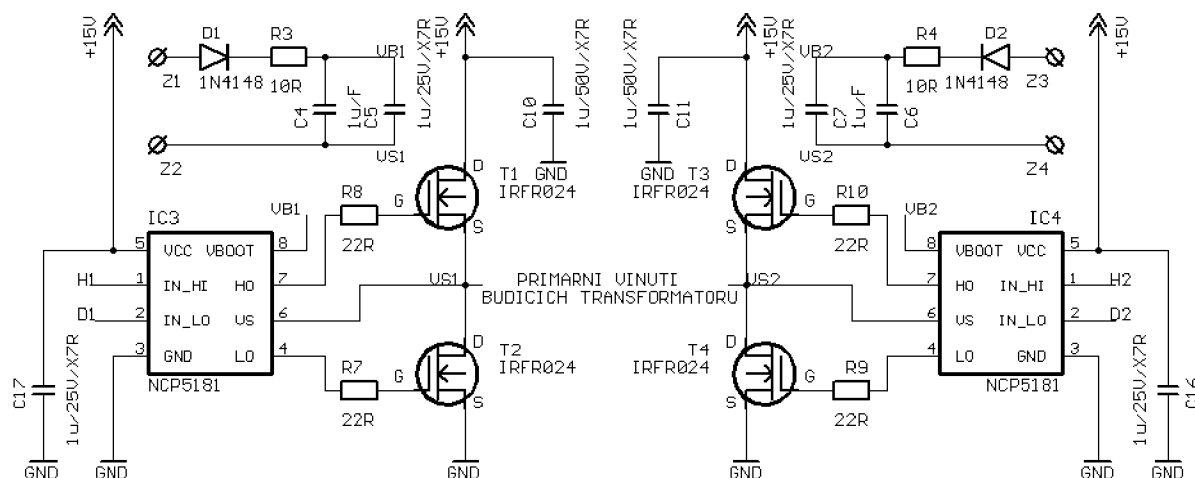 +15V
D1
R3
VB1
+15V
1u/50V/X7R
1u/50V/X7R
+15V
VB2
R4
D2
+15V
Z1
1N4148
10R
C4
1u/F
C5
1u/25V/X7R
C10
C11
1u/25V/X7R
C7
1u/F
C6
10R
1N4148
Z3
Z2
VS1
GND
GND
VS2
Z4
D
T1
IRFR024
T3
IRFR024
D
IC3
VB1
R8
G
S
S
G
R10
VB2
IC4
5
VCC
VBOOT
8
22R
22R
8
VBOOT
VCC
5
H1
1
IN_HI
HO
7
VS1
PRIMARNI VINUTI
VS2
7
HO
IN_HI
1
H2
BUDICICH TRANSFORMATORU
D1
2
IN_LO
VS
6
6
VS
IN_LO
2
D2
3
GND
LO
4
D
T2
IRFR024
T4
IRFR024
D
4
LO
GND
3
NCP5181
R7
G
S
S
G
R9
NCP5181
C17
1u/25V/X7R
22R
22R
1u/25V/X7R
C16
GND
GND
GND
GND
GND
GND